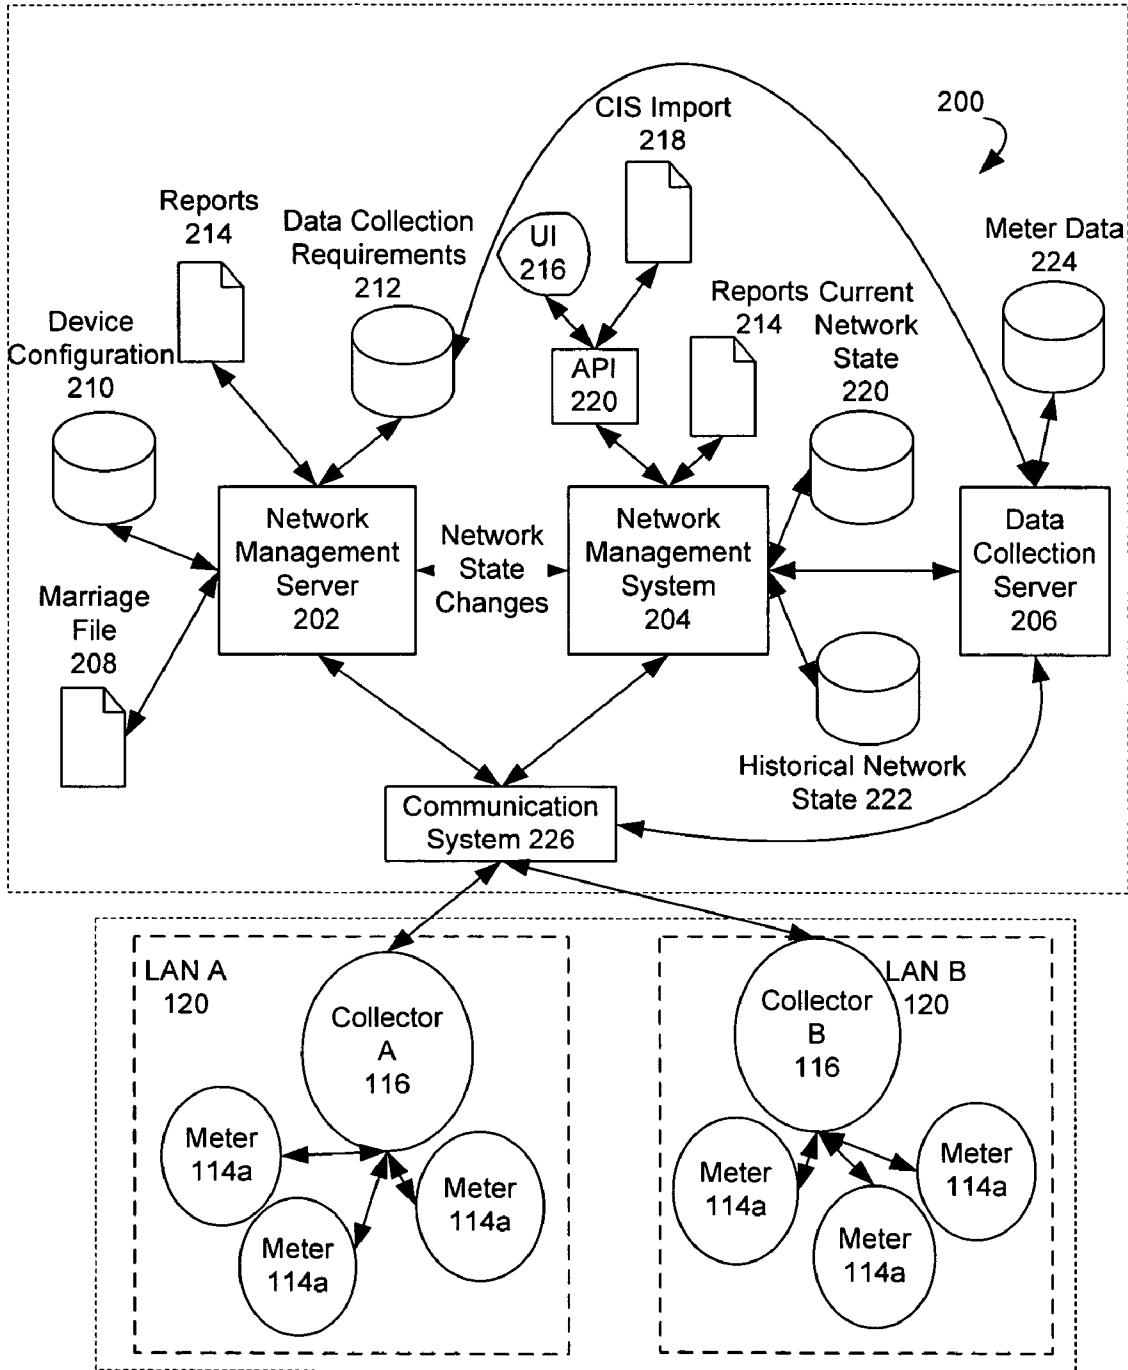 200
CIS Import
218
Reports
214
Data Collection
Requirements
212
UI
216
Meter Data
224
Device
Configuration
210
API
220
Reports
214
Current
Network
State
220
Network
Management
Server
202
Network
State
Changes
Network
Management
System
204
Data
Collection
Server
206
Marriage
File
208
Historical Network
State 222
Communication
System 226
LAN A
120
Collector
A
116
Meter
114a
Meter
114a
Meter
114a
LAN B
120
Collector
B
116
Meter
114a
Meter
114a
Meter
114a